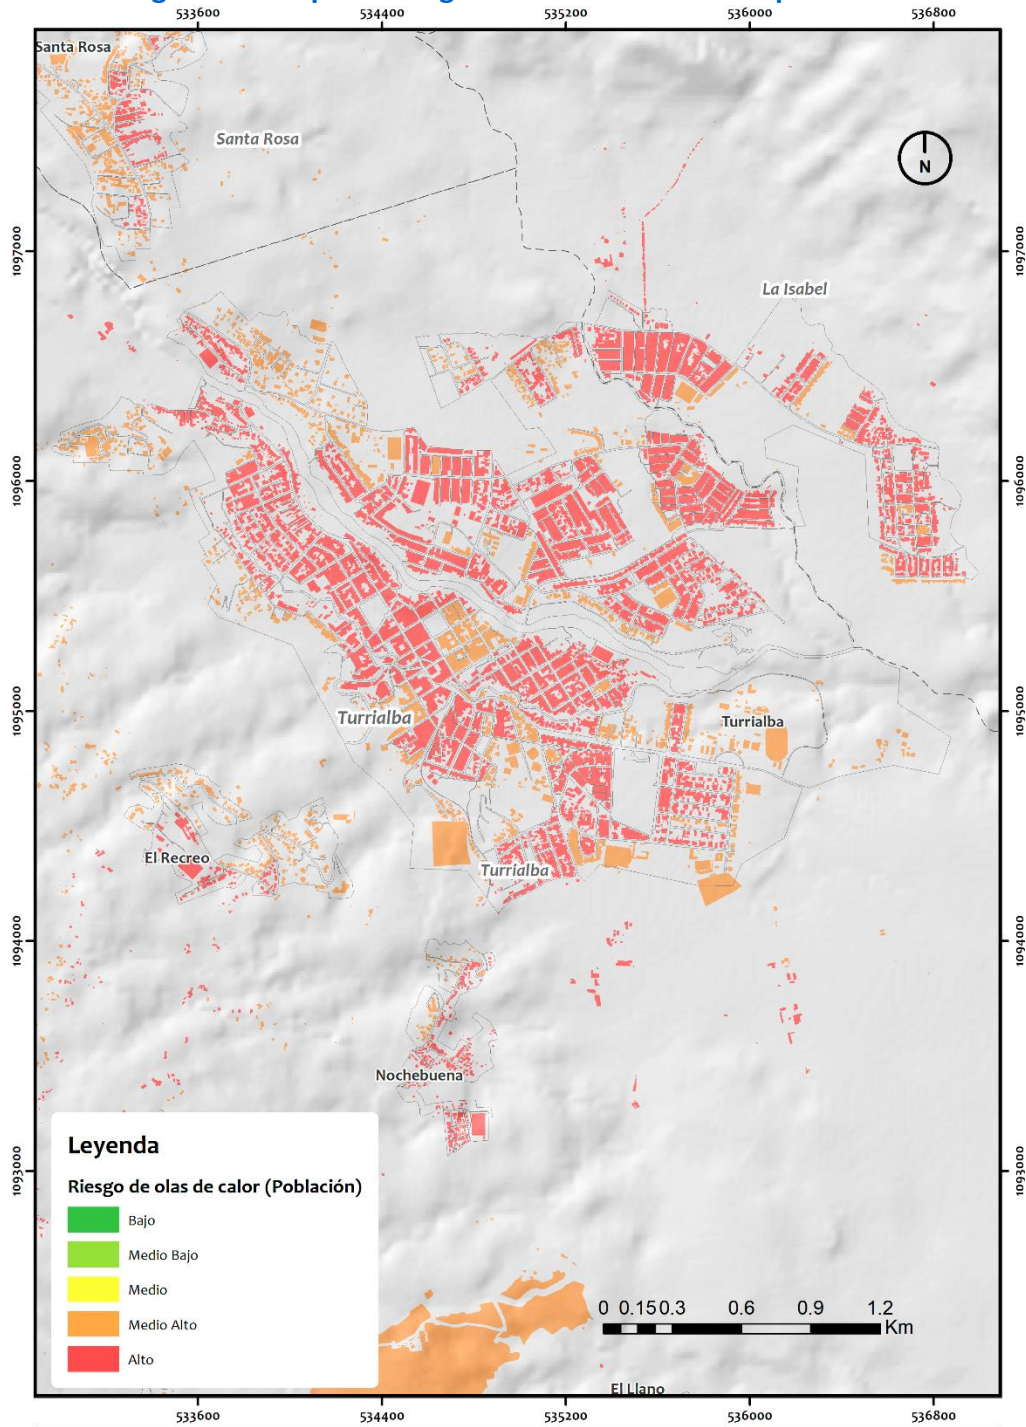 533600 534400 535200 536000 536800
Santa Rosa
Santa Rosa
N
1097000 1097000
La Isabel
1096000 1096000
Turrialba
Turrialba
1095000 1095000
El Recreo
Turrialba
1094000 1094000
Nochebuena
Leyenda
Riesgo de olas de calor (Población)
Bajo
Medio Bajo
Medio
Medio Alto
Alto
1093000 1093000
0 0.15 0.3 0.6 0.9 1.2
Km
El Llano
533600 534400 535200 536000 536800